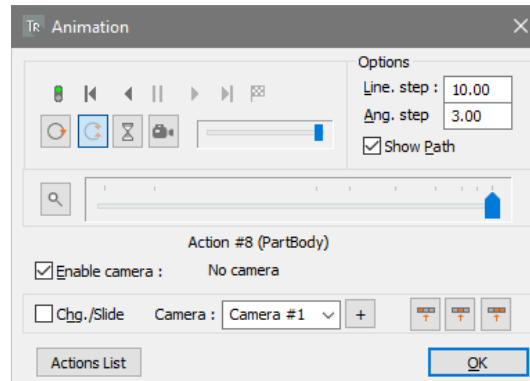 TR Animation
Options
Line. step : 10.00
Ang. step 3.00
Show Path
Action #8 (PartBody)
Enable camera : No camera
Chg./Slide Camera : Camera #1 +
Actions List OK